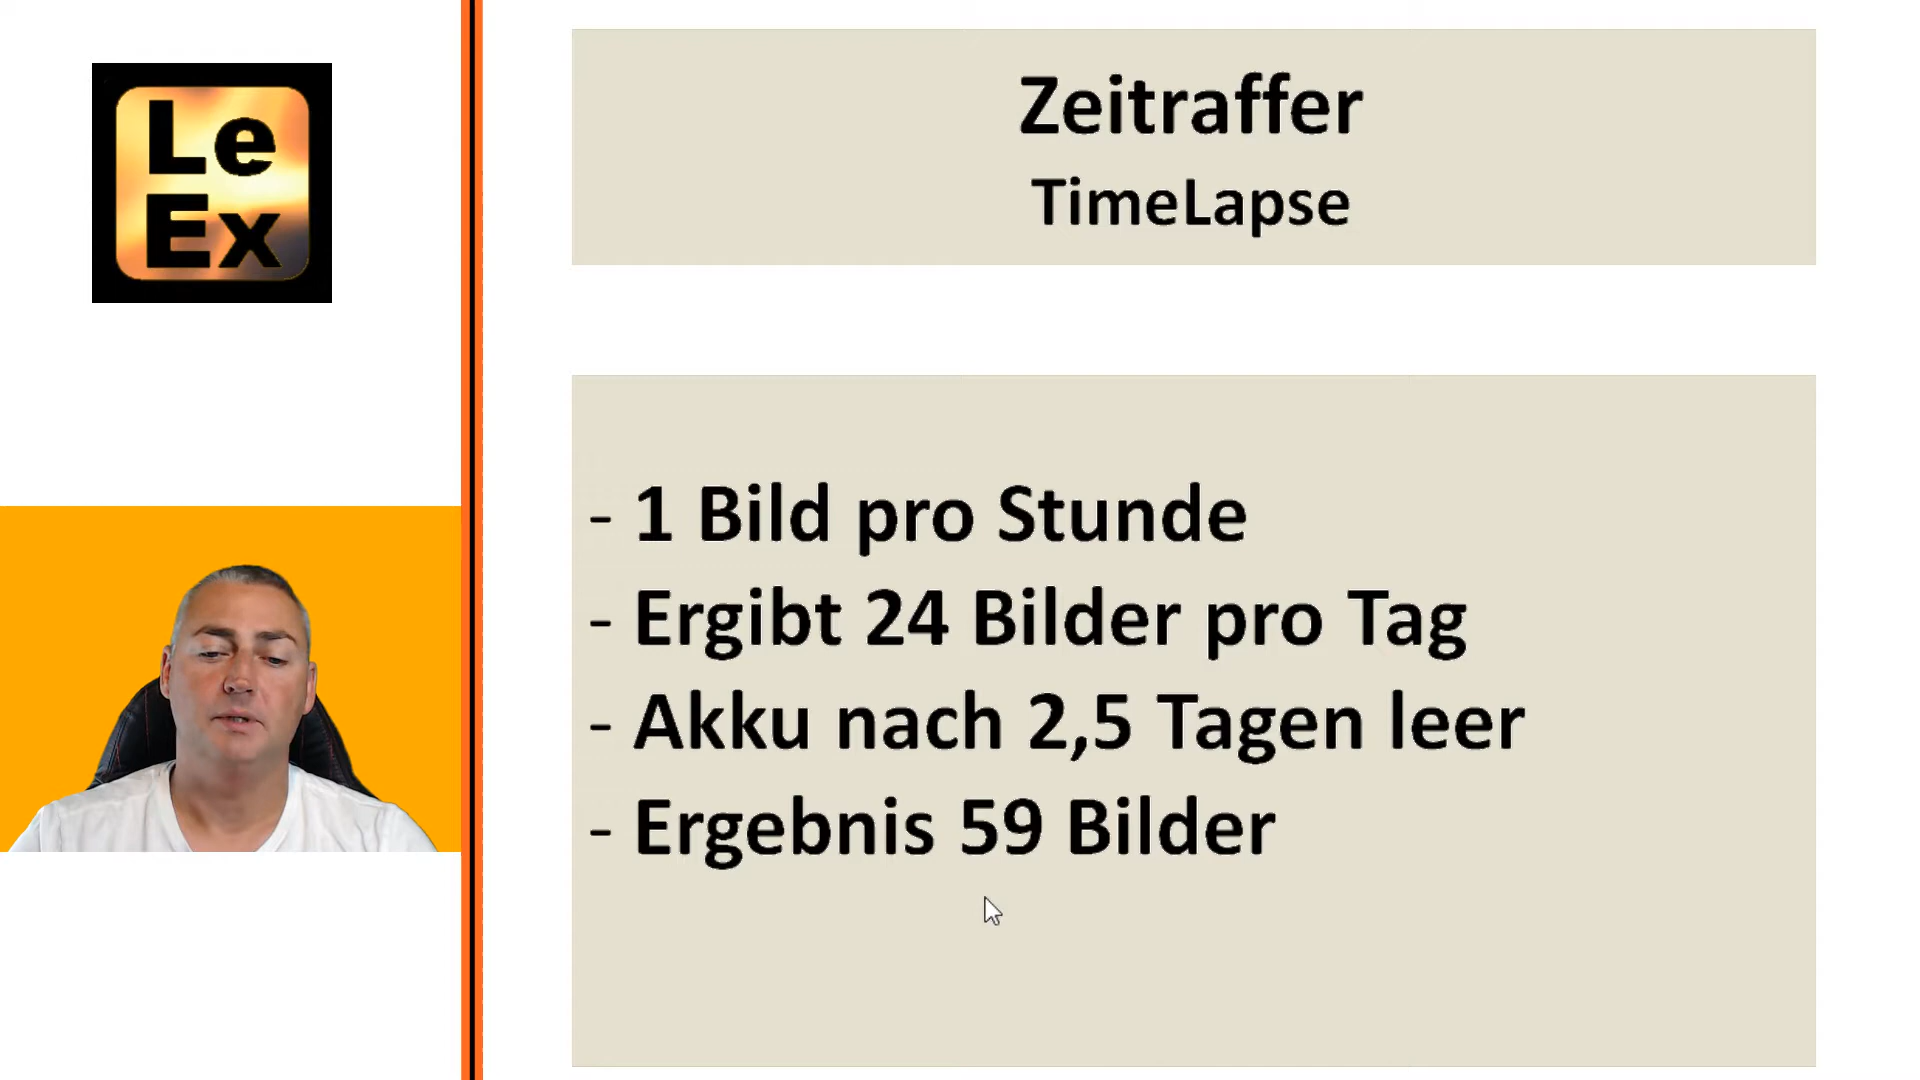 Le
Ex
Zeitraffer
TimeLapse
- 1 Bild pro Stunde
- Ergibt 24 Bilder pro Tag
- Akku nach 2,5 Tagen leer
- Ergebnis 59 Bilder